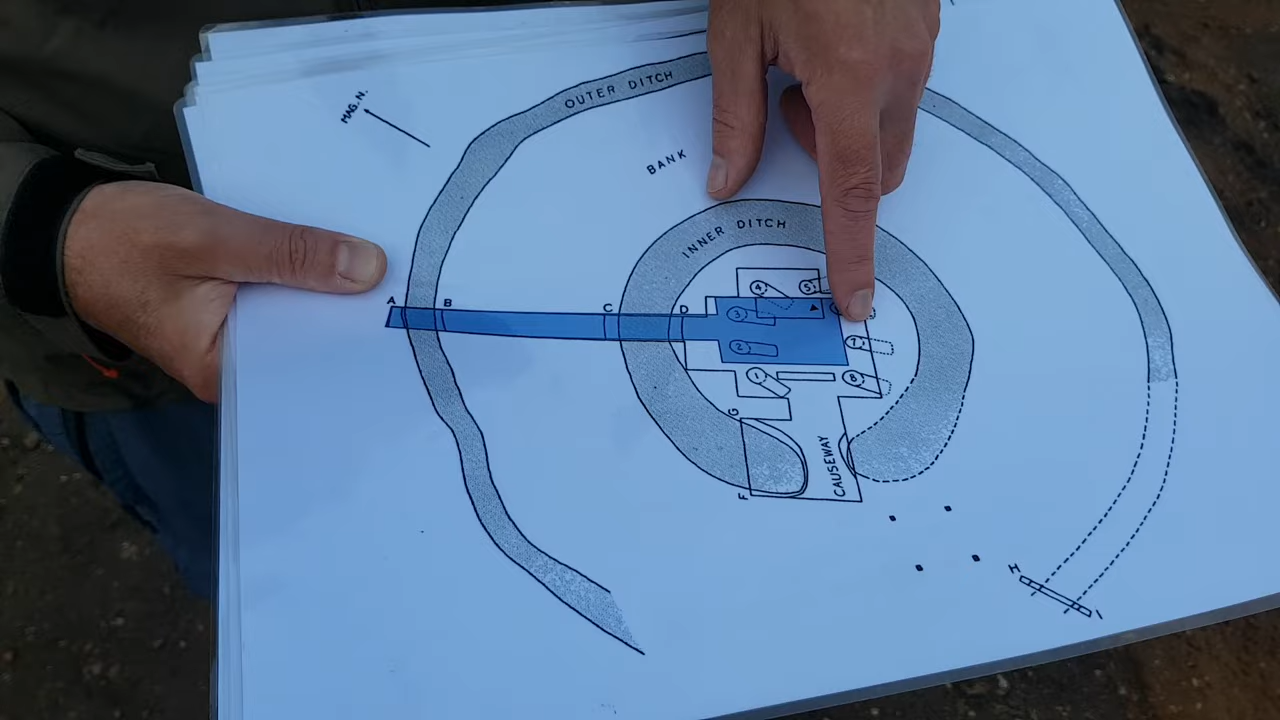 MAG. N.
OUTER DITCH
BANK
INNER DITCH
A
B
C
D
4
5
3
2
7
1
8
G
F
CAUSEWAY
H
I